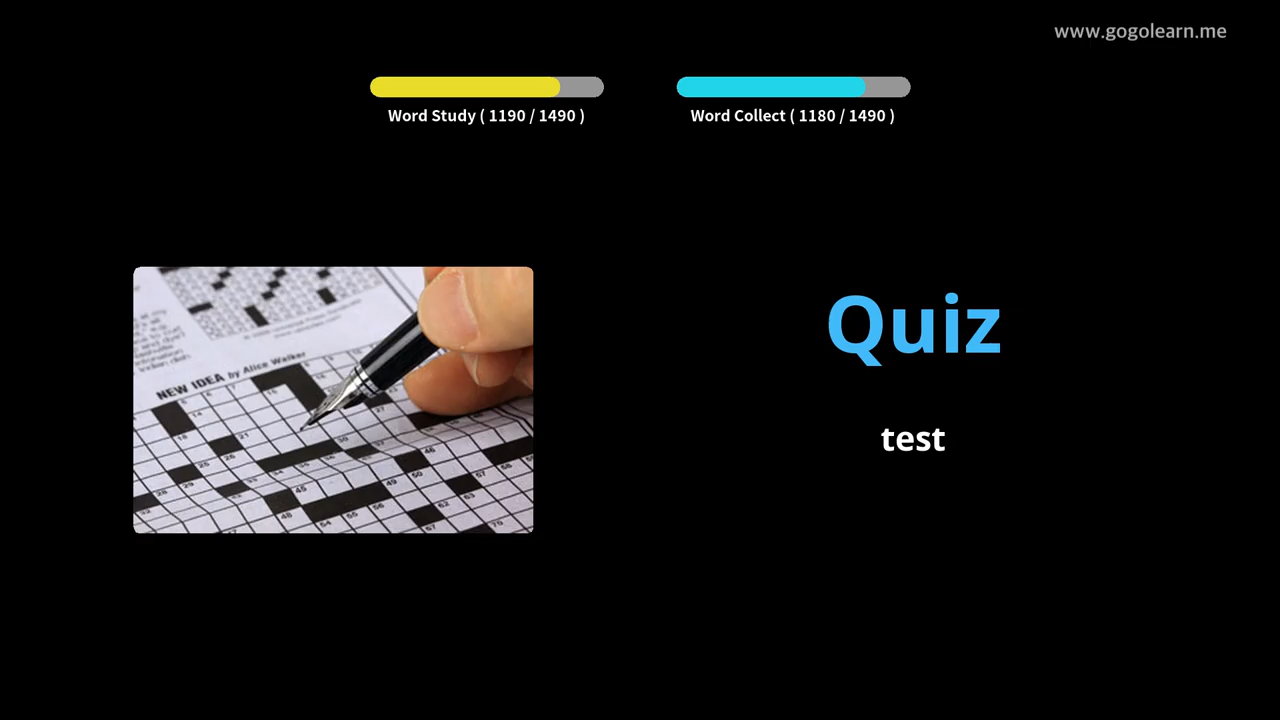 www.gogolearn.me
Word Study ( 1190 / 1490 )
Word Collect ( 1180 / 1490 )
Quiz
test
NEW IDEA by Alice Walker